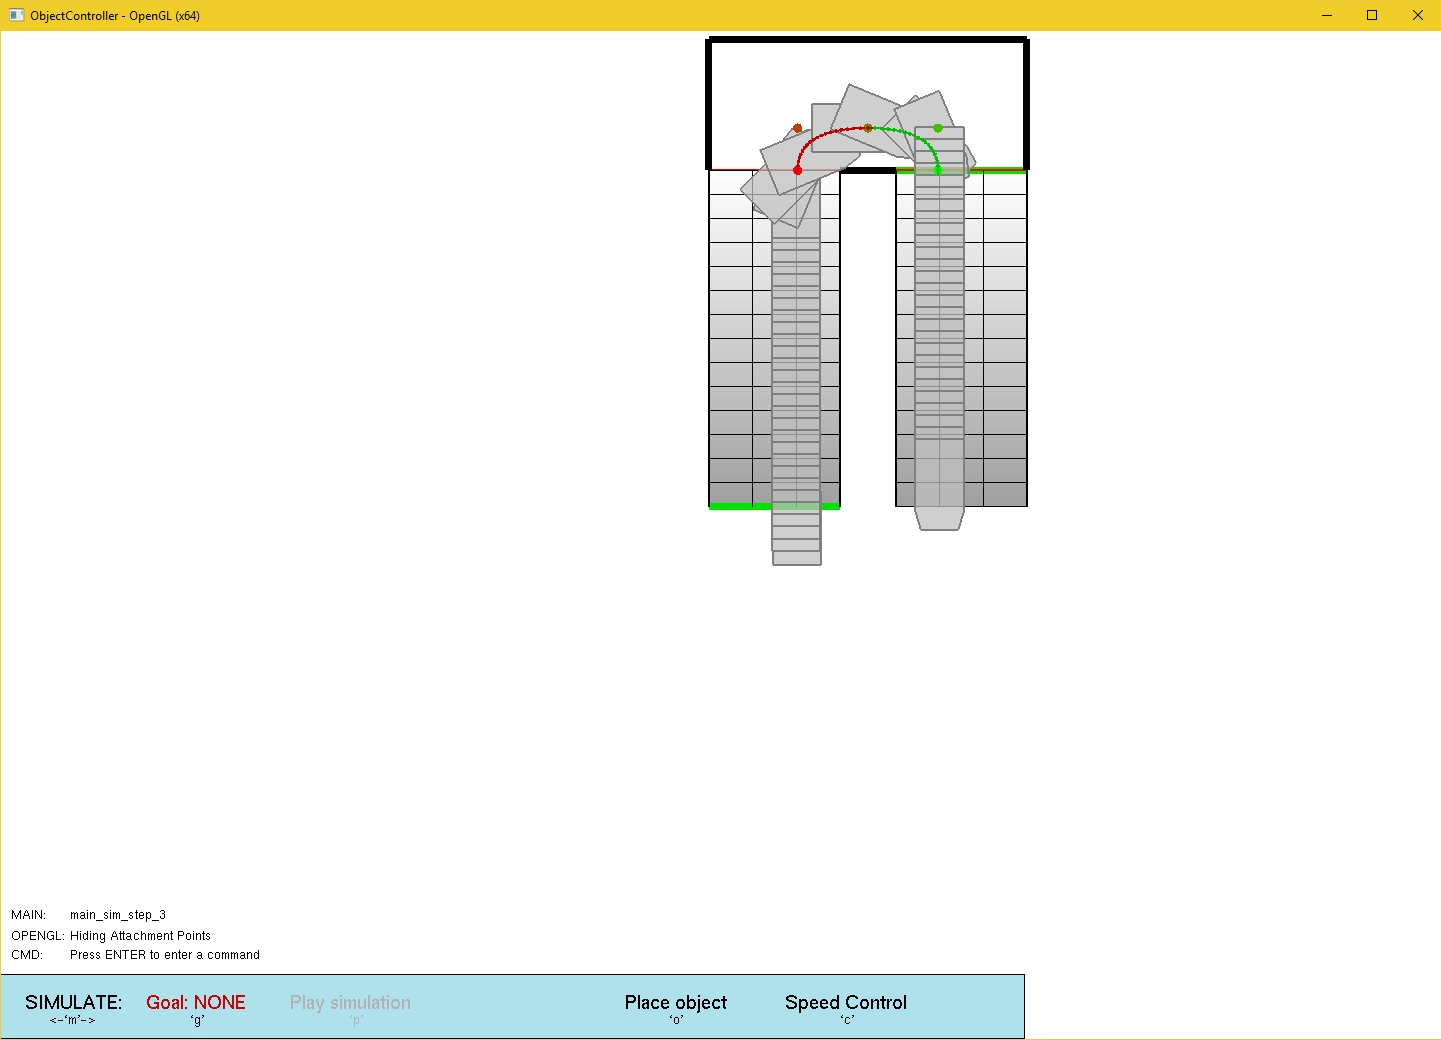 ObjectController - OpenGL (x64)
MAIN: main_sim_step_3
OPENGL: Hiding Attachment Points
CMD: Press ENTER to enter a command
SIMULATE: Goal: NONE Play simulation Place object Speed Control
<-'m'-> 'g' 'p' 'o' 'c'